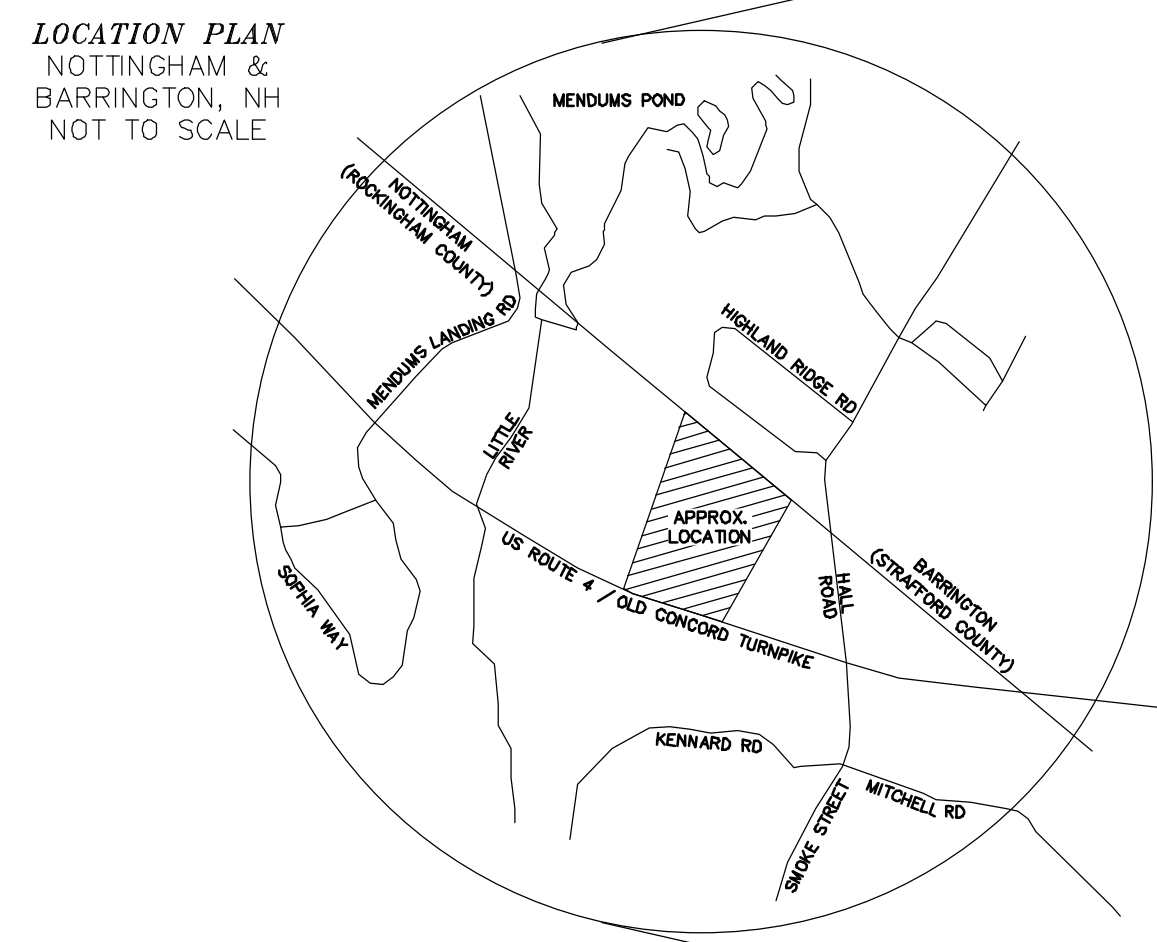 LOCATION PLAN
NOTTINGHAM &
BARRINGTON, NH
NOT TO SCALE
MENDUMS POND
NOTTINGHAM
(ROCKINGHAM COUNTY)
MENDUMS LANDING RD
HIGHLAND RIDGE RD
LITTLE
RIVER
APPROX.
LOCATION
US ROUTE 4 / OLD CONCORD TURNPIKE
HALL
ROAD
BARRINGTON
(STRAFFORD COUNTY)
SOPHIA WAY
KENNARD RD
SMOKE STREET
MITCHELL RD